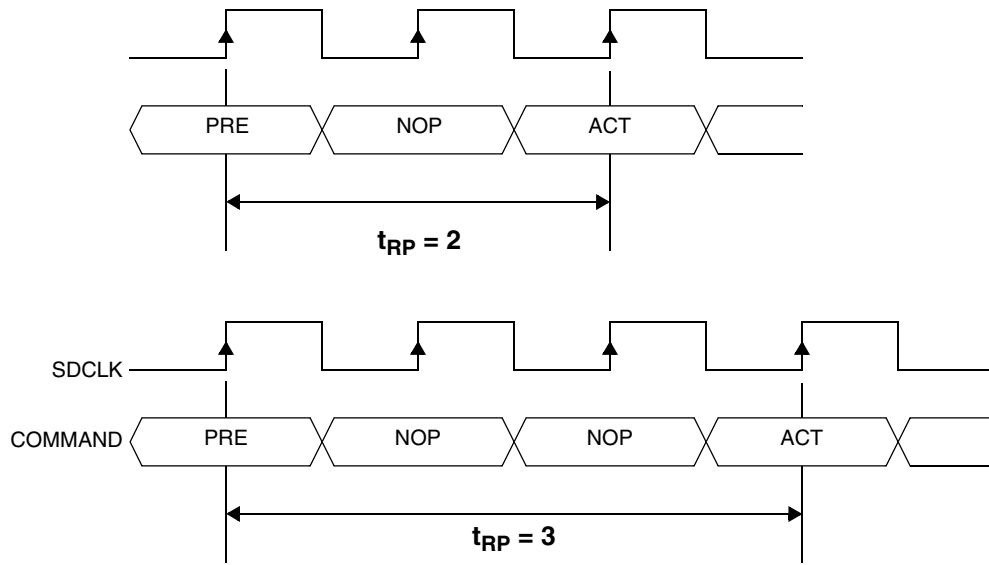 PRE NOP ACT
tRP = 2
SDCLK
COMMAND PRE NOP NOP ACT
tRP = 3